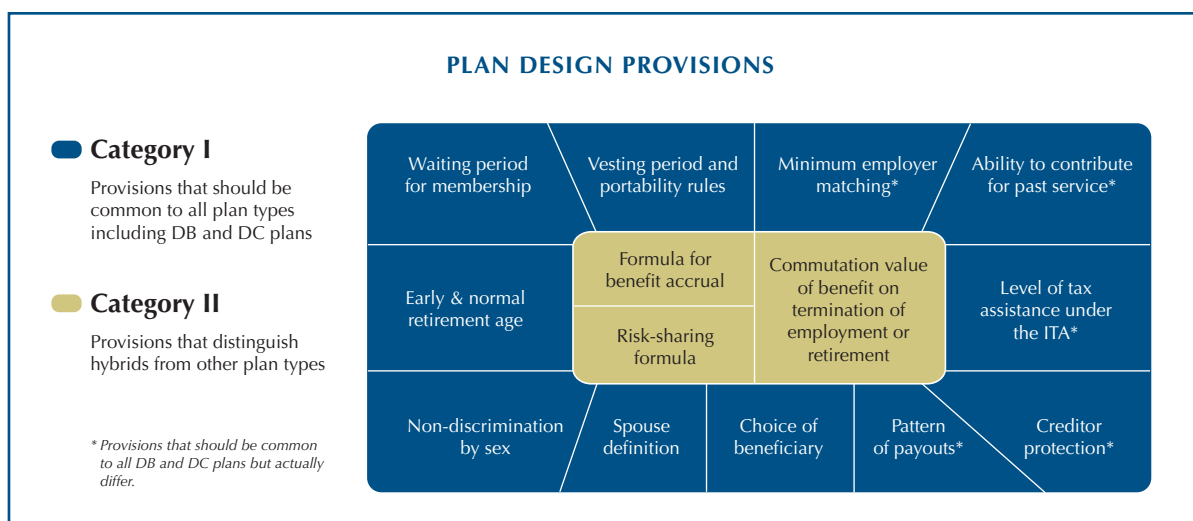 PLAN DESIGN PROVISIONS
Category I
Provisions that should be
common to all plan types
including DB and DC plans
Category II
Provisions that distinguish
hybrids from other plan types
* Provisions that should be common
to all DB and DC plans but actually
differ.
Waiting period
for membership
Vesting period and
portability rules
Minimum employer
matching*
Ability to contribute
for past service*
Early & normal
retirement age
Formula for
benefit accrual
Risk-sharing
formula
Commutation value
of benefit on
termination of
employment or
retirement
Level of tax
assistance under
the ITA*
Non-discrimination
by sex
Spouse
definition
Choice of
beneficiary
Pattern
of payouts*
Creditor
protection*